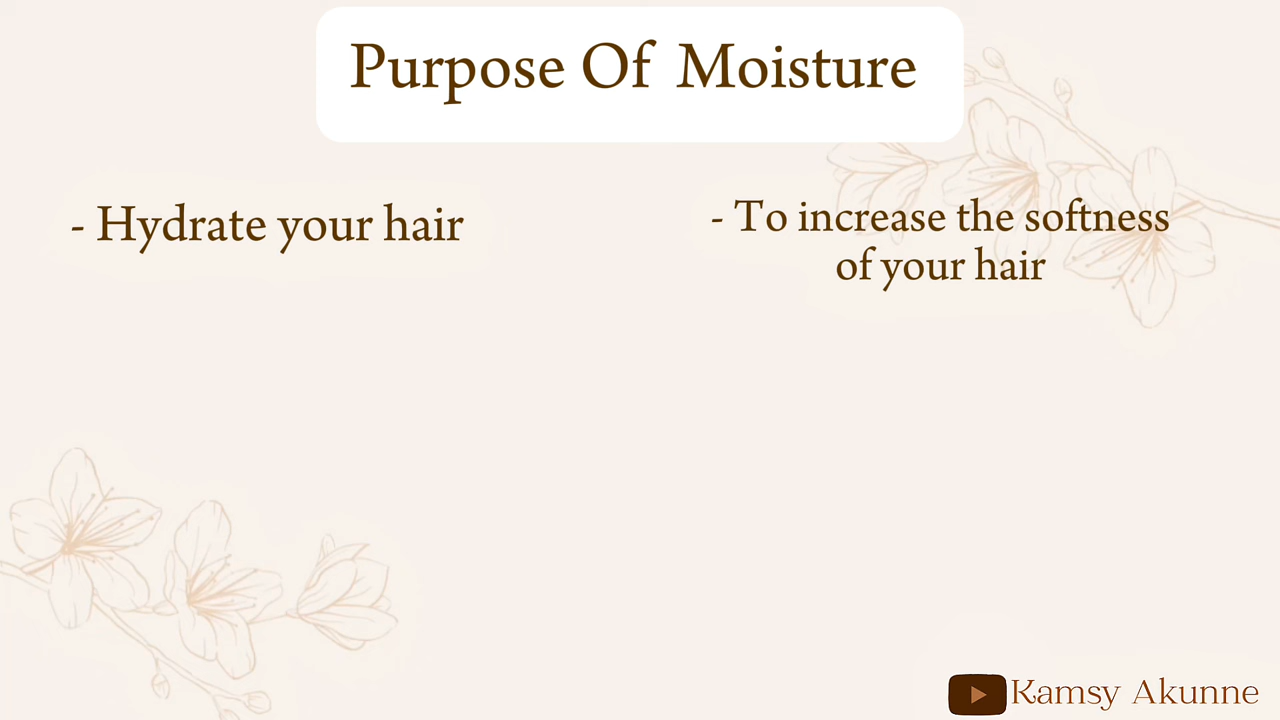 Purpose Of Moisture
- Hydrate your hair
- To increase the softness
of your hair
Kamsy Akunne